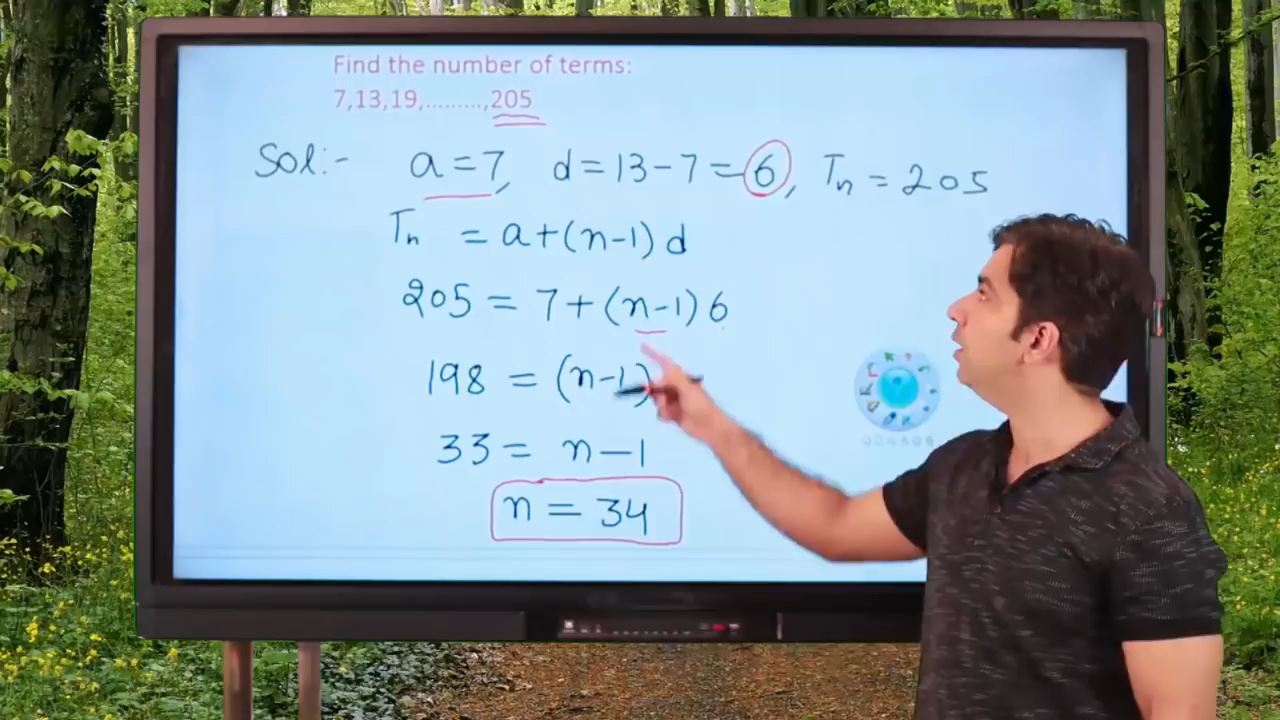 Find the number of terms:
7,13,19,.........,205
Sol:- a=7, d=13-7=6, Tn=205
Tn = a+(n-1)d
205 = 7+(n-1)6
198 = (n-1)
33 = n-1
n = 34